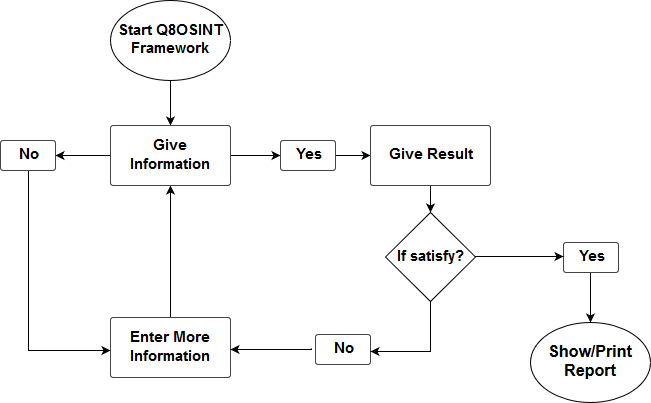 Start Q8OSINT
Framework
Give
Information
No
Yes
Give Result
If satisfy?
Yes
Enter More
Information
No
Show/Print
Report